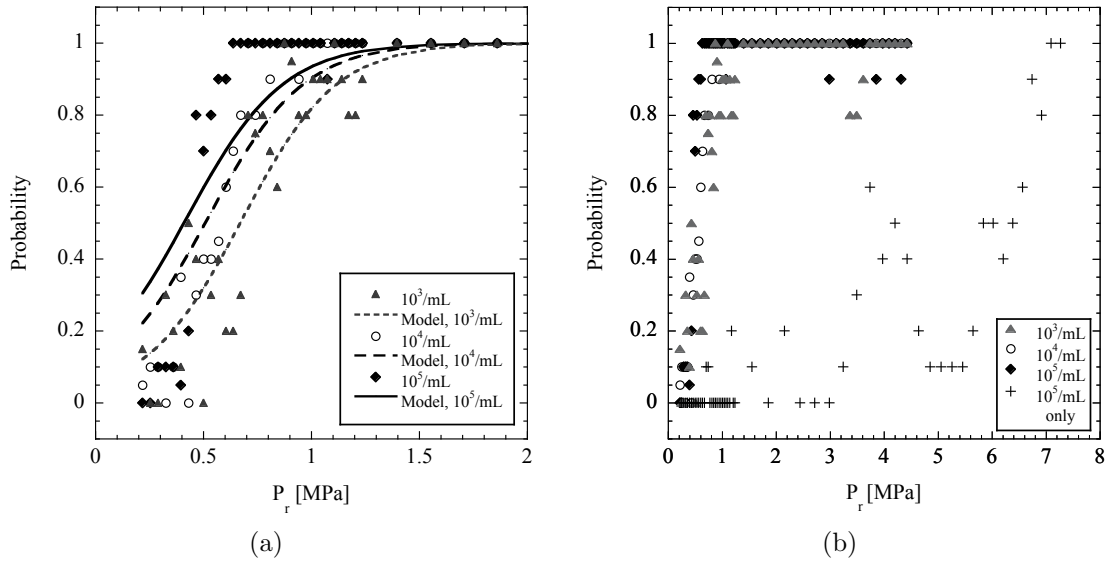 1
0.8
0.6
0.4
0.2
0
Probability
0 0.5 1 1.5 2
P_r [MPa]
10^3/mL
Model, 10^3/mL
10^4/mL
Model, 10^4/mL
10^5/mL
Model, 10^5/mL
(a)
1
0.8
0.6
0.4
0.2
0
Probability
0 1 2 3 4 5 6 7 8
P_r [MPa]
10^3/mL
10^4/mL
10^5/mL
10^5/mL
only
(b)